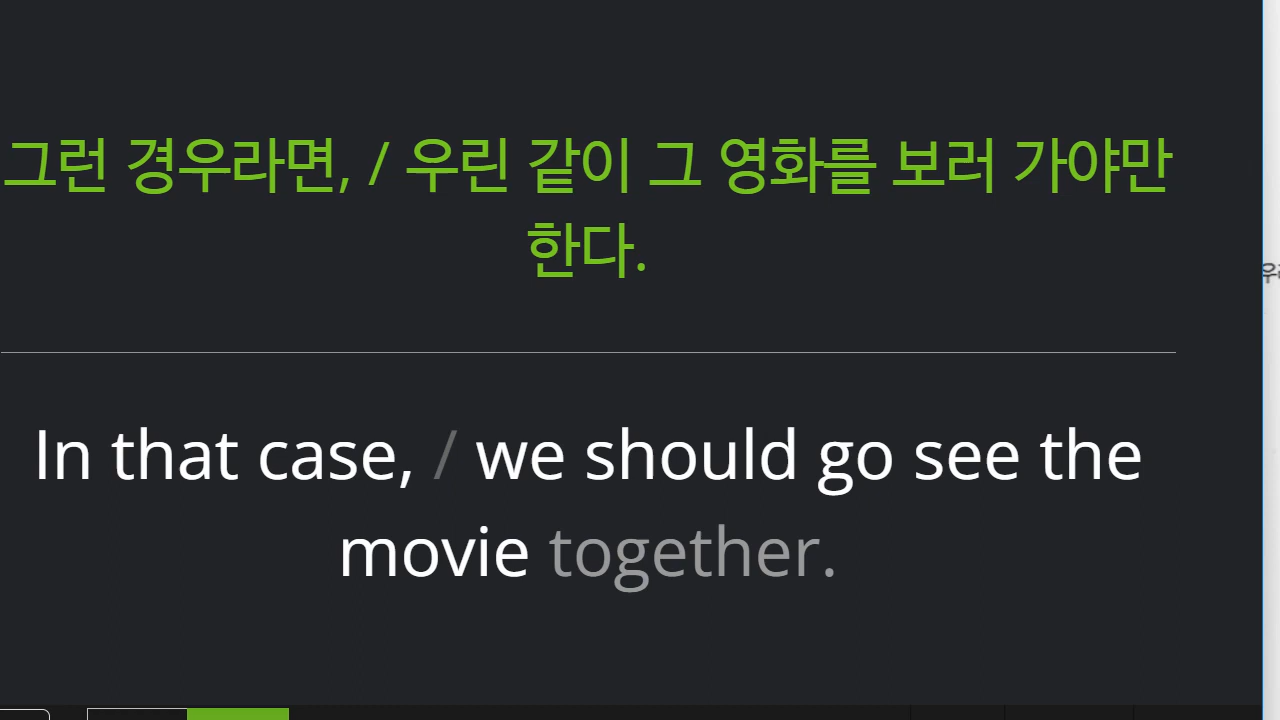 그런 경우라면, / 우린 같이 그 영화를 보러 가야만
한다.
In that case, / we should go see the
movie together.